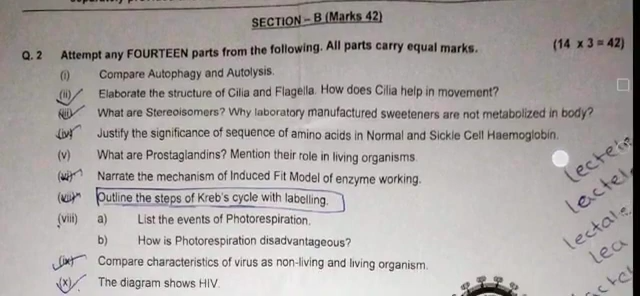 SECTION – B (Marks 42)
Q. 2 Attempt any FOURTEEN parts from the following. All parts carry equal marks. (14 x 3 = 42)
(i) Compare Autophagy and Autolysis.
(ii) Elaborate the structure of Cilia and Flagella. How does Cilia help in movement?
(iii) What are Stereoisomers? Why laboratory manufactured sweeteners are not metabolized in body?
(iv) Justify the significance of sequence of amino acids in Normal and Sickle Cell Haemoglobin.
(v) What are Prostaglandins? Mention their role in living organisms.
(vi) Narrate the mechanism of Induced Fit Model of enzyme working.
(vii) Outline the steps of Kreb's cycle with labelling.
(viii) a) List the events of Photorespiration.
b) How is Photorespiration disadvantageous?
(ix) Compare characteristics of virus as non-living and living organism.
(x) The diagram shows HIV.